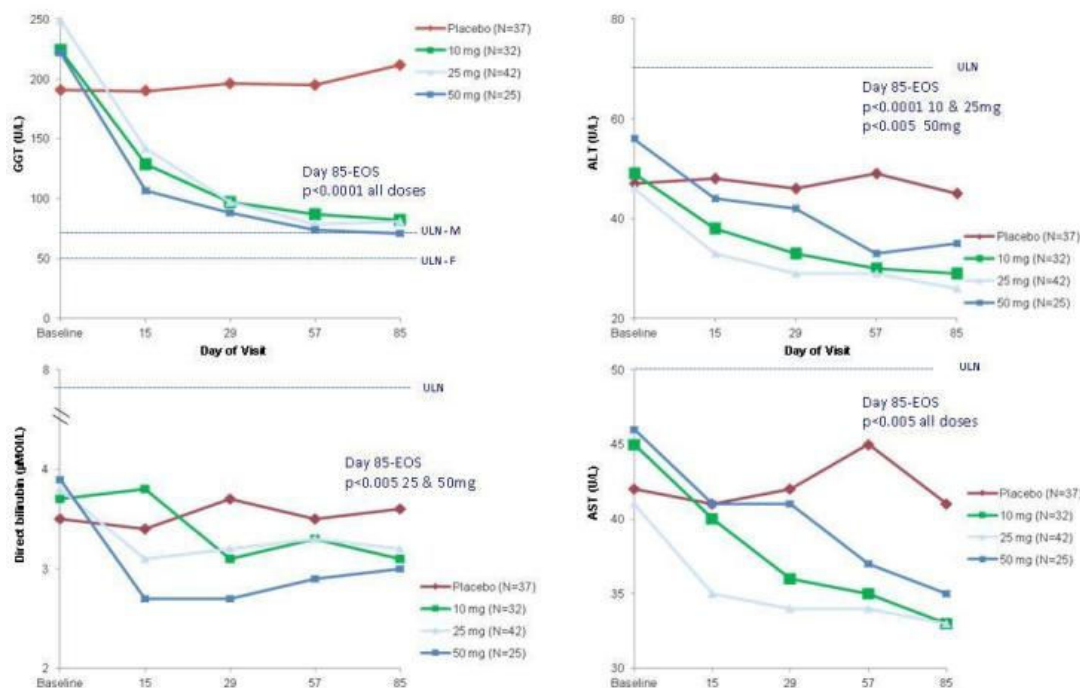 250
200
150
100
50
0
GGT (U/L)
Placebo (N=37)
10 mg (N=32)
25 mg (N=42)
50 mg (N=25)
Day 85-EOS
p<0.0001 all doses
ULN - M
ULN - F
Baseline 15 29 57 85
Day of Visit
80
60
40
20
ALT (U/L)
ULN
Day 85-EOS
p<0.0001 10 & 25mg
p<0.005 50mg
Placebo (N=37)
10 mg (N=32)
25 mg (N=42)
50 mg (N=25)
Baseline 15 29 57 85
Day of Visit
8
4
3
2
Direct bilirubin (µMOl/L)
ULN
Day 85-EOS
p<0.005 25 & 50mg
Placebo (N=37)
10 mg (N=32)
25 mg (N=42)
50 mg (N=25)
Baseline 15 29 57 85
50
45
40
35
30
AST (U/L)
ULN
Day 85-EOS
p<0.005 all doses
Placebo (N=37)
10 mg (N=32)
25 mg (N=42)
50 mg (N=25)
Baseline 15 29 57 85